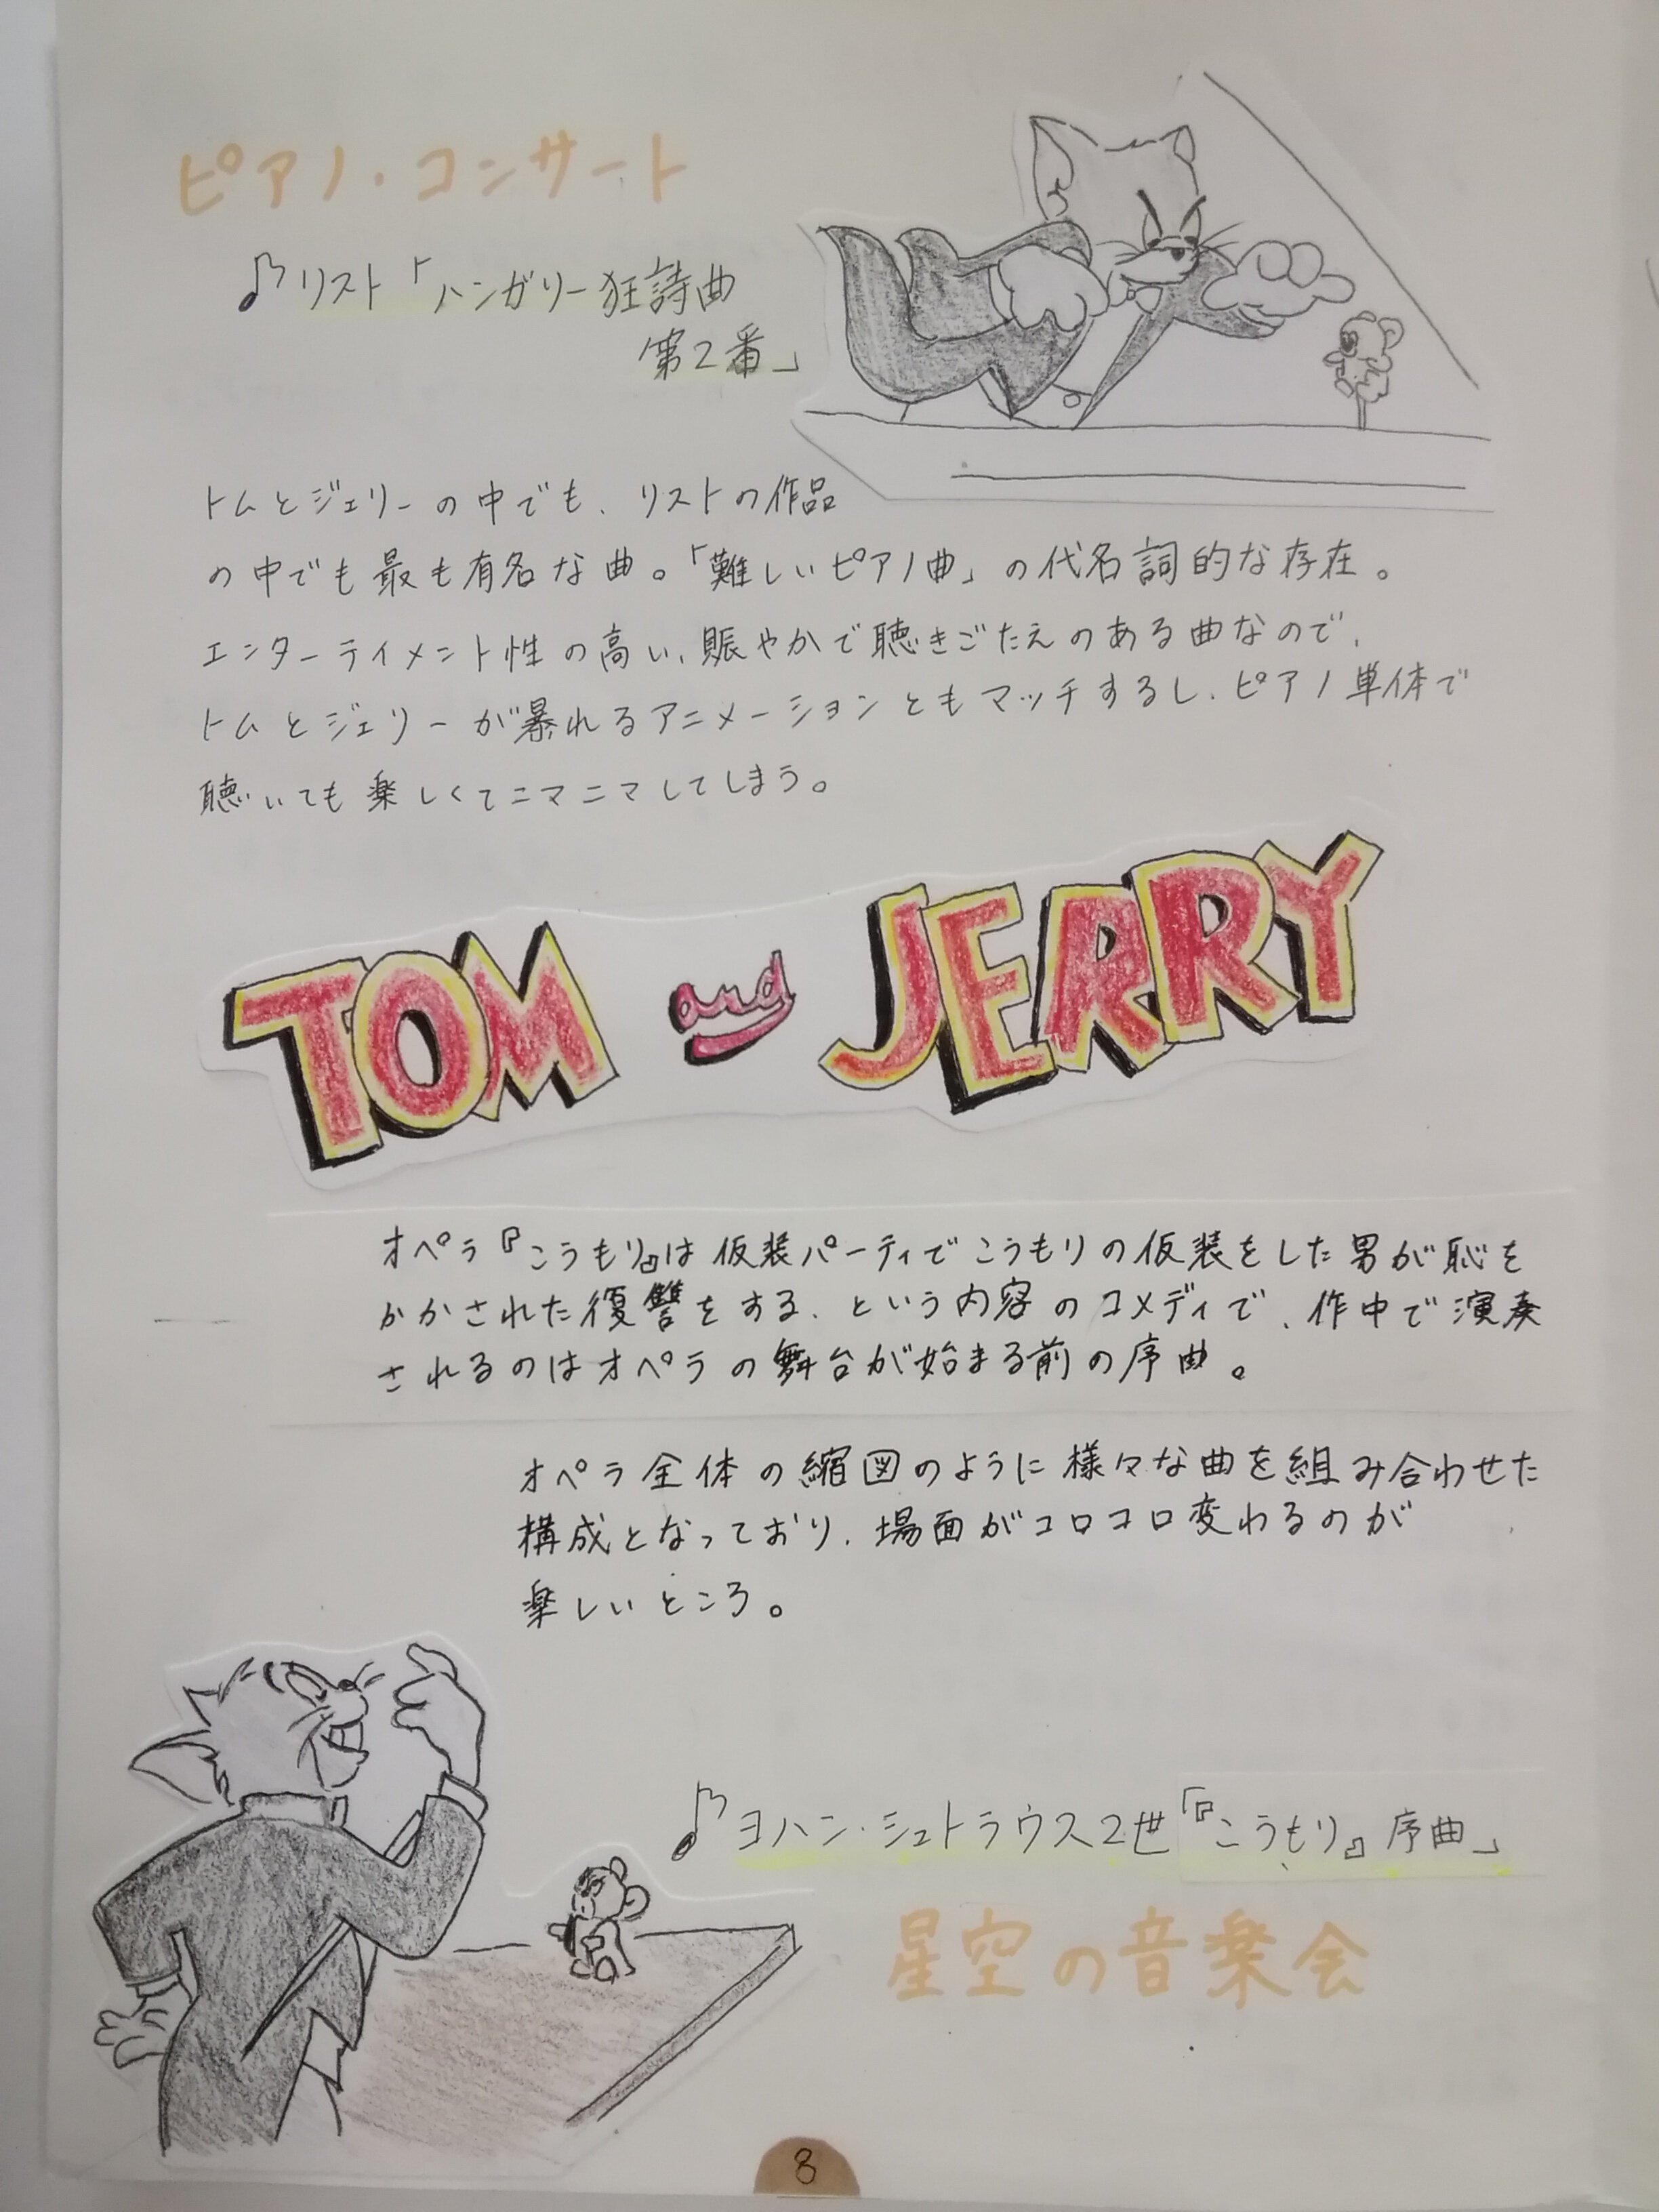 ピアノ・コンサート
♪リスト「ハンガリー狂詩曲
第2番」
トムとジェリーの中でも、リストの作品
の中でも最も有名な曲。「難しいピアノ曲」の代名詞的な存在。
エンターテイメント性の高い、賑やかで聴きごたえのある曲なので、
トムとジェリーが暴れるアニメーションともマッチするし、ピアノ単体で
聴いても楽しくてニマニマしてしまう。
TOM and JERRY
オペラ『こうもり』は仮装パーティでこうもりの仮装をした男が恥を
かかされた復讐をする、という内容のコメディで、作中で演奏
されるのはオペラの舞台が始まる前の序曲。
オペラ全体の縮図のように様々な曲を組み合わせた
構成となっており、場面がコロコロ変わるのが
楽しいところ。
♪ヨハン・シュトラウス2世「『こうもり』序曲」
星空の音楽会
8